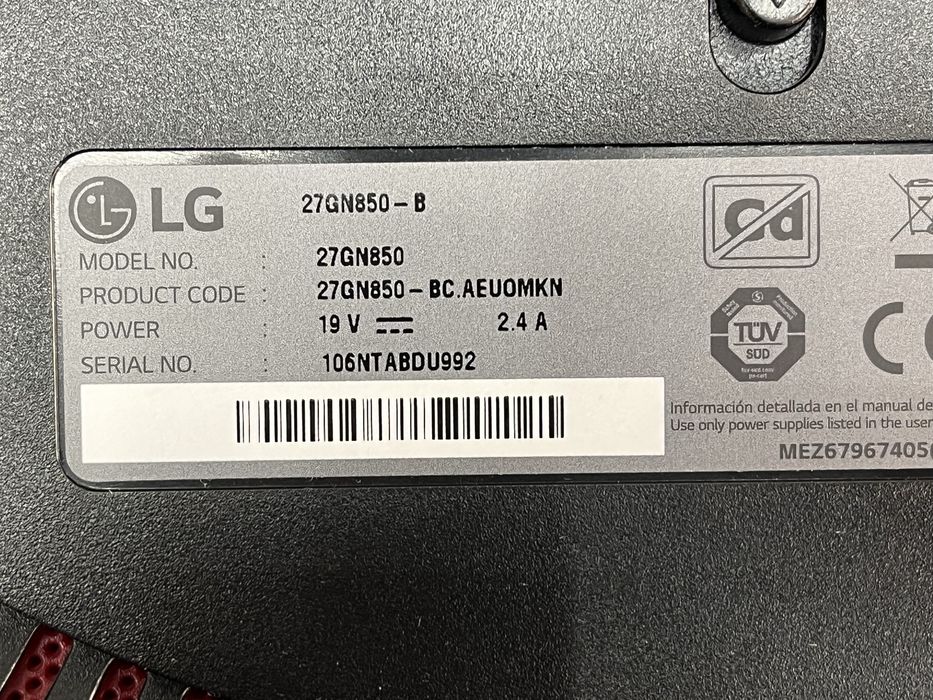 LG 27GN850-B
MODEL NO. : 27GN850
PRODUCT CODE : 27GN850-BC.AEUOMKN
POWER : 19 V 2.4 A
SERIAL NO. : 106NTABDU992
Cd
TÜV
SÜD
CE
Información detallada en el manual de
Use only power supplies listed in the user
MEZ67967405